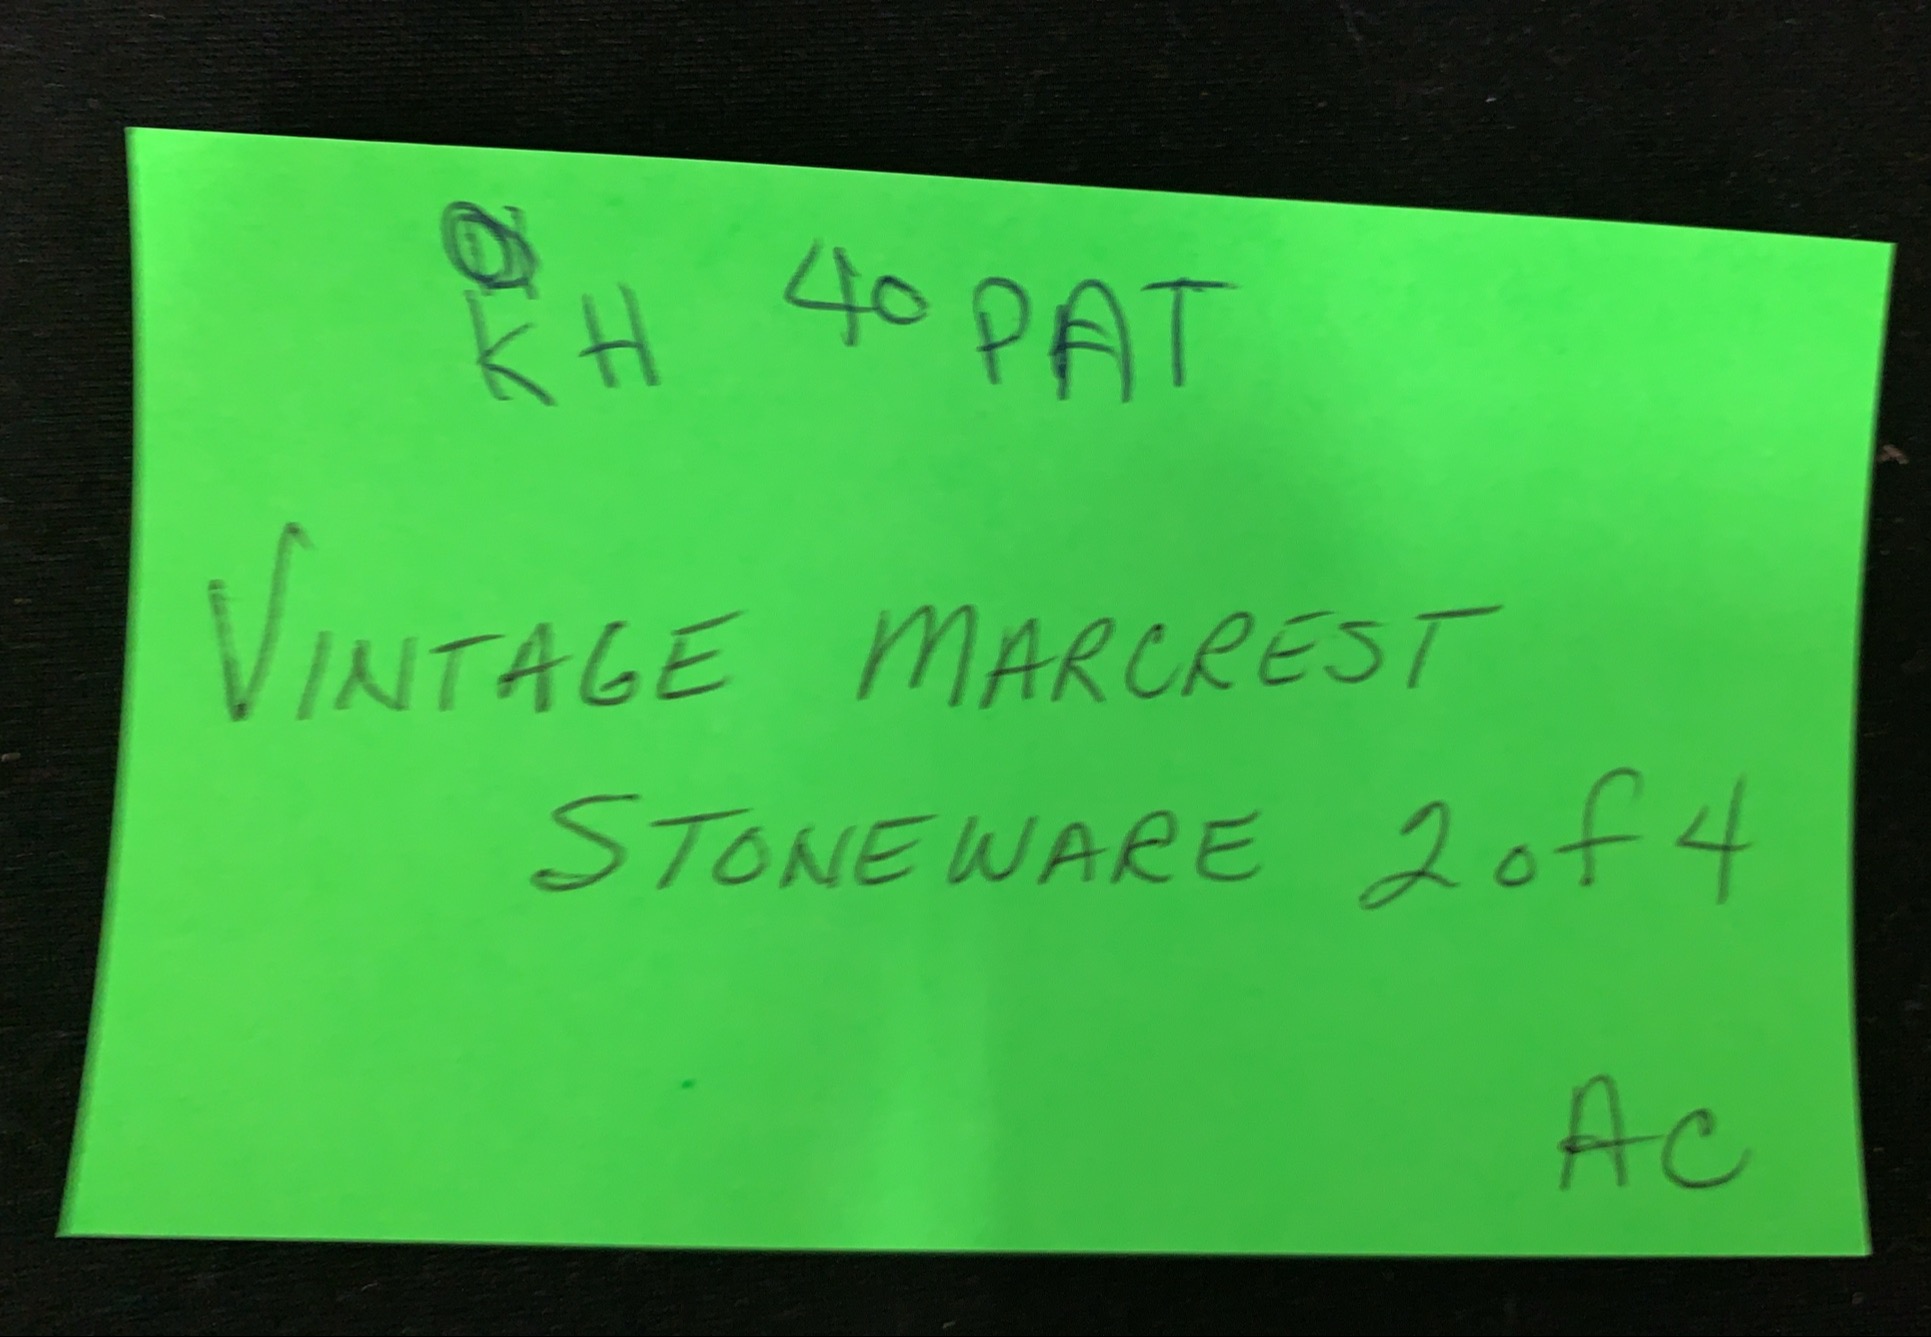 KH 40 PAT
VINTAGE MARCREST
STONEWARE 2 of 4
AC